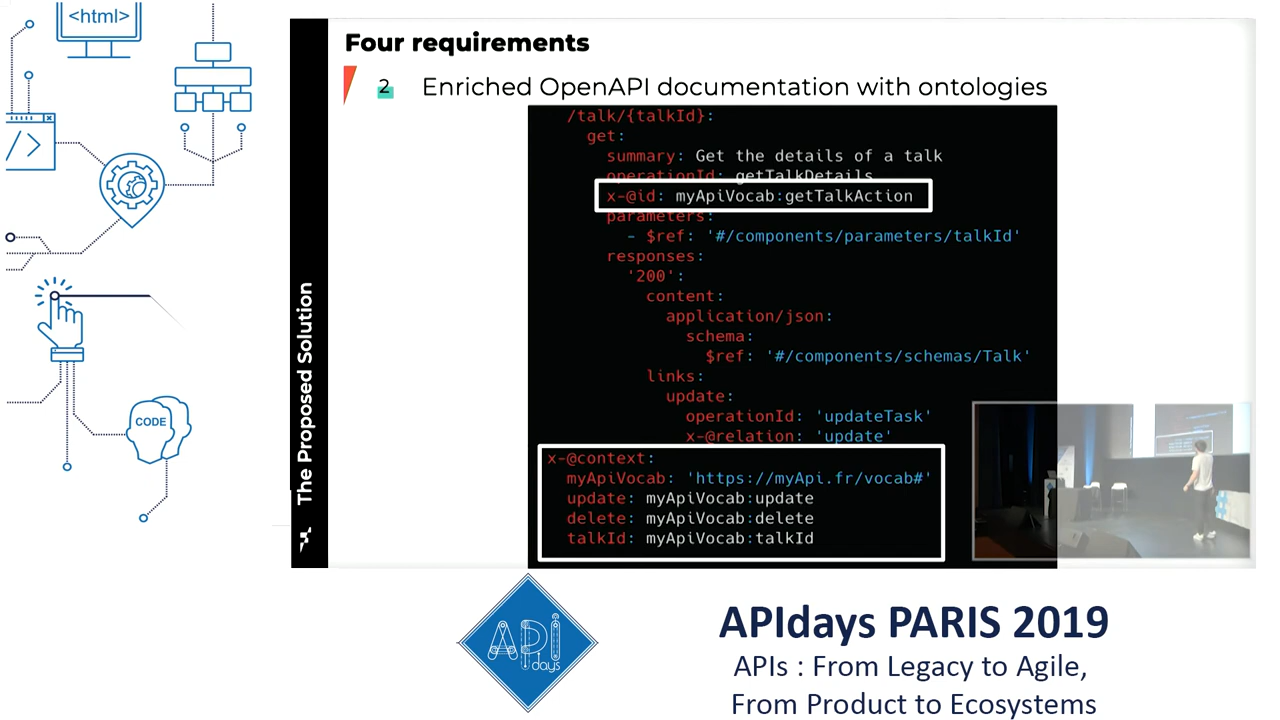 <html>
Four requirements
2 Enriched OpenAPI documentation with ontologies
/talk/{talkId}:
get:
summary: Get the details of a talk
operationId: getTalkDetails
x-@id: myApiVocab:getTalkAction
parameters:
- $ref: '#/components/parameters/talkId'
responses:
'200':
content:
application/json:
schema:
$ref: '#/components/schemas/Talk'
links:
update:
operationId: 'updateTask'
x-@relation: 'update'
x-@context:
myApiVocab: 'https://myApi.fr/vocab#'
update: myApiVocab:update
delete: myApiVocab:delete
talkId: myApiVocab:talkId
The Proposed Solution
CODE
API
days
APIdays PARIS 2019
APIs : From Legacy to Agile,
From Product to Ecosystems